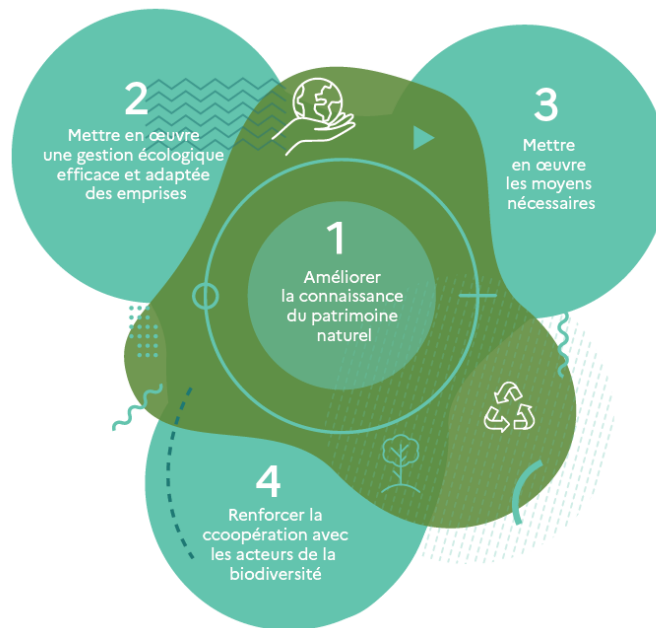 1
Améliorer
la connaissance
du patrimoine
naturel
2
Mettre en œuvre
une gestion écologique
efficace et adaptée
des emprises
3
Mettre
en œuvre
les moyens
nécessaires
4
Renforcer la
ccoopération avec
les acteurs de la
biodiversité